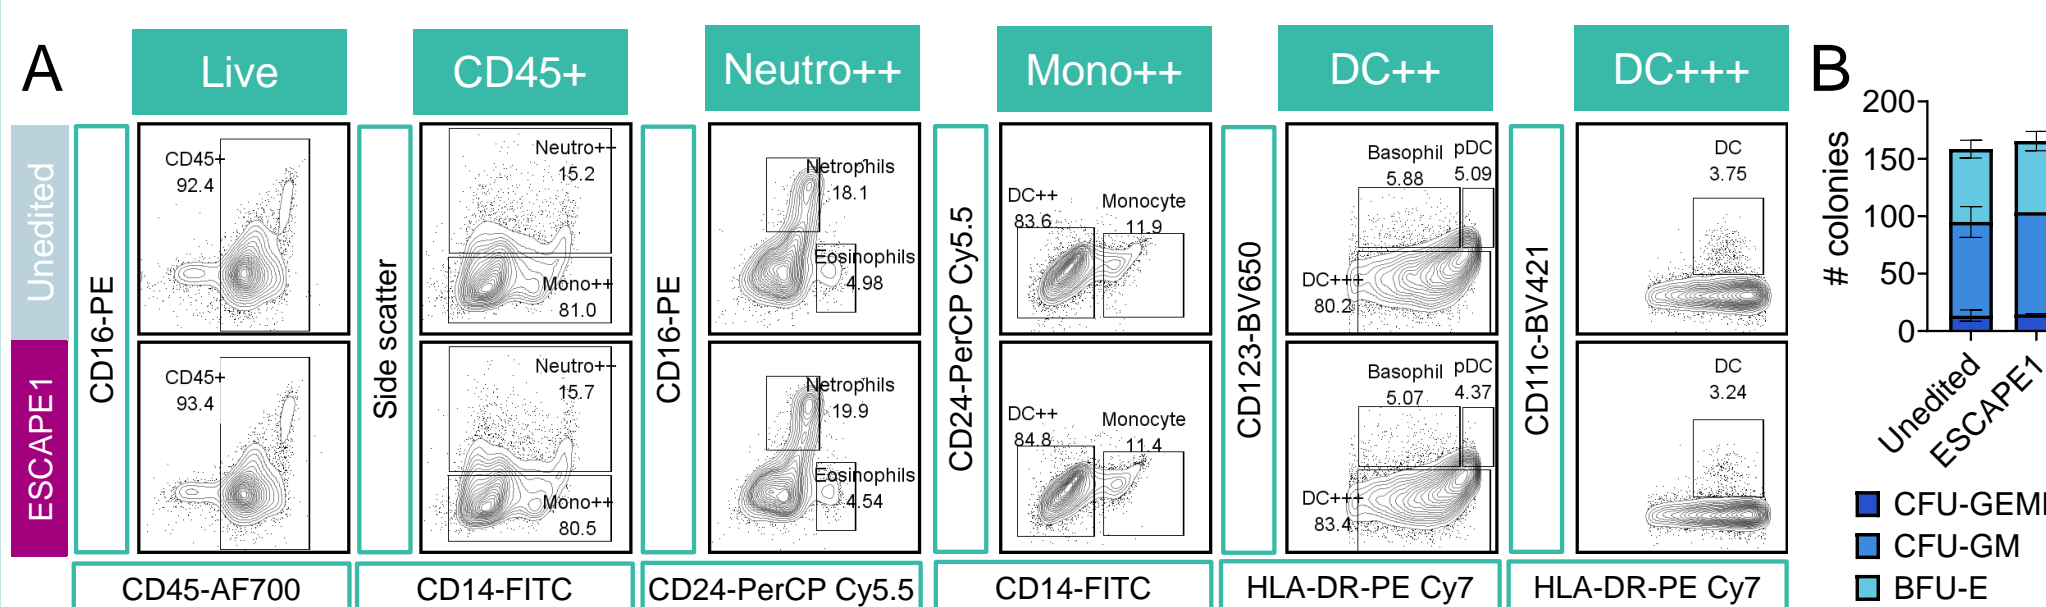 A
Live
CD45+
Neutro++
Mono++
DC++
DC+++
B
Unedited
ESCAPE1
CD16-PE
CD45+
92.4
CD45+
93.4
CD45-AF700
Side scatter
Neutro++
15.2
Mono++
81.0
Neutro++
15.7
Mono++
80.5
CD14-FITC
CD16-PE
Netrophils
18.1
Eosinophils
4.98
Netrophils
19.9
Eosinophils
4.54
CD24-PerCP Cy5.5
CD24-PerCP Cy5.5
DC++
83.6
Monocyte
11.9
DC++
84.8
Monocyte
11.4
CD14-FITC
CD123-BV650
Basophil
5.88
pDC
5.09
DC+++
80.2
Basophil
5.07
pDC
4.37
DC+++
83.4
HLA-DR-PE Cy7
CD11c-BV421
DC
3.75
DC
3.24
HLA-DR-PE Cy7
# colonies
200
150
100
50
0
Unedited
ESCAPE1
CFU-GEM
CFU-GM
BFU-E